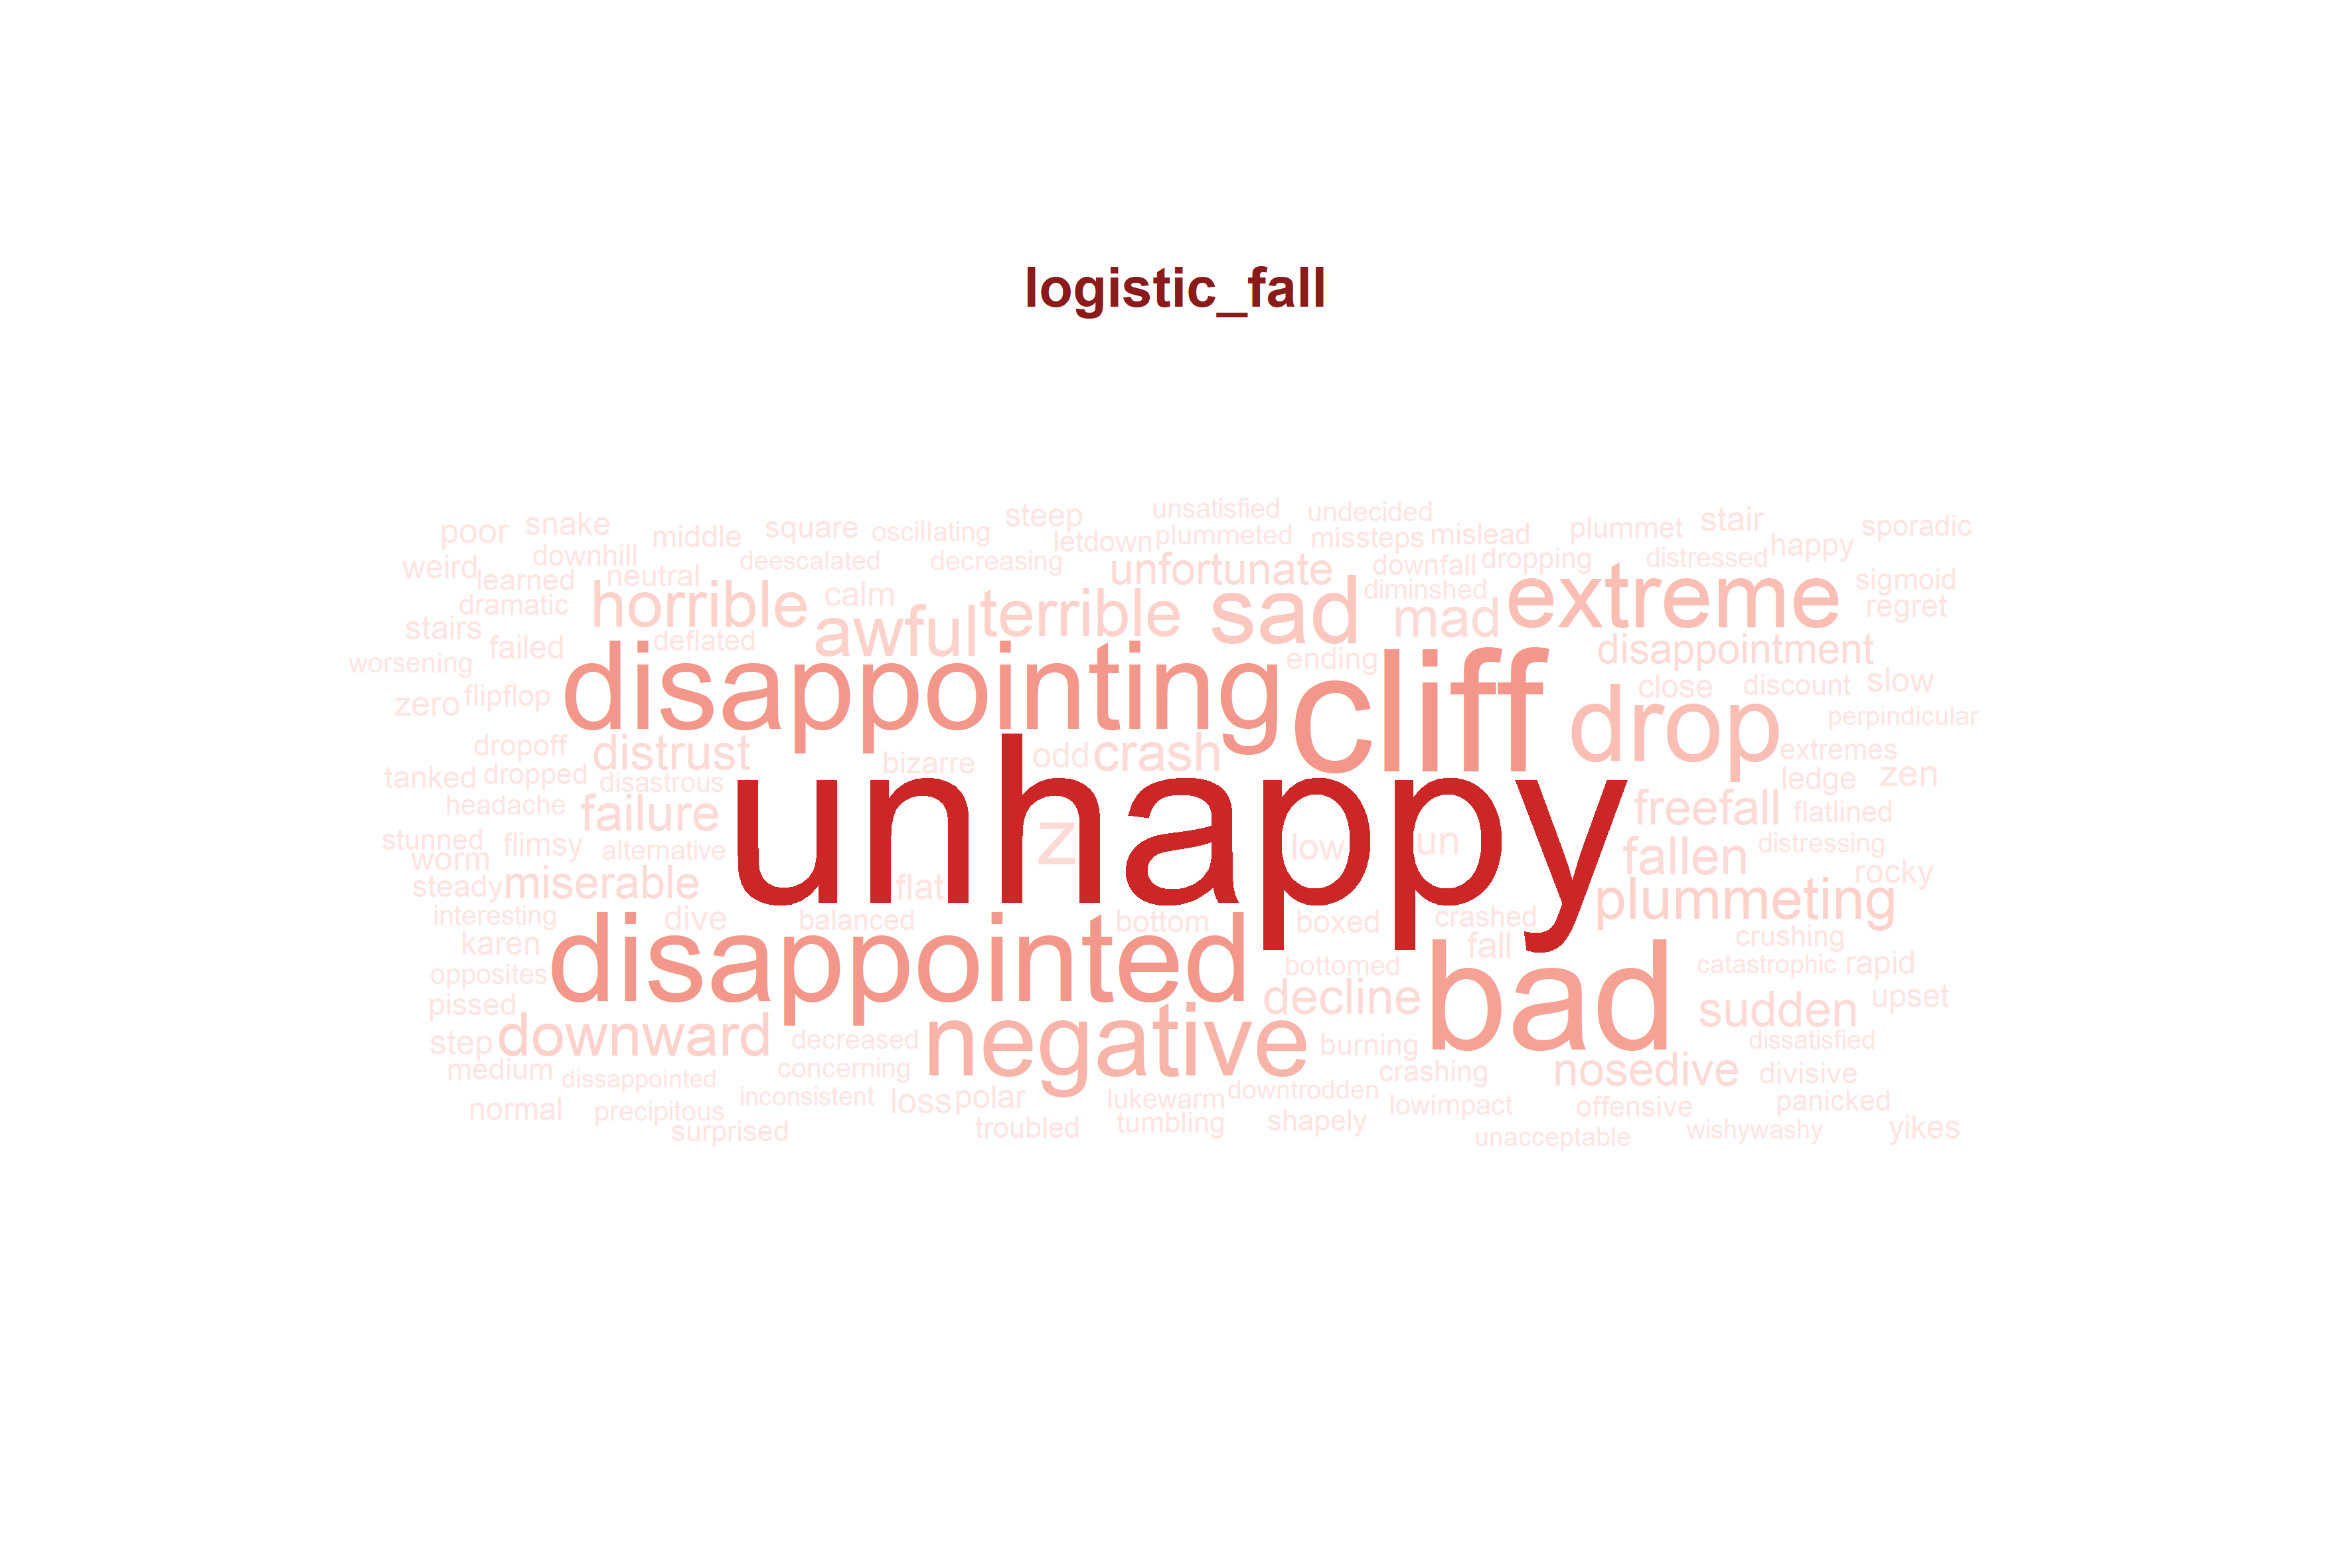 logistic_fall
poor snake middle square oscillating steep unsatisfied undecided plummet stair sporadic
weird downhill deescalated decreasing letdown plummeted missteps mislead distressed happy
learned neutral unfortunate downfall dropping sigmoid
dramatic horrible calm terrible sad diminshed mad extreme regret
stairs failed deflated awful ending disappointment
worsening disappointing cliff
zero flipflop close discount slow
drop perpindicular
dropoff distrust bizarre odd crash extremes
tanked dropped disastrous unhappy ledge zen
headache failure freefall flatlined
stunned flimsy alternative z low un fallen distressing
worm rocky
steady miserable flat plummeting
interesting dive balanced bottom boxed crashed crushing
karen disappointed fall
opposites bottomed bad catastrophic rapid
pissed decline sudden upset
step downward decreased negative burning dissatisfied
medium dissappointed concerning crashing nosedive divisive
normal precipitous inconsistent loss polar lukewarm downtrodden lowimpact offensive panicked
surprised troubled tumbling shapely unacceptable wishywashy yikes